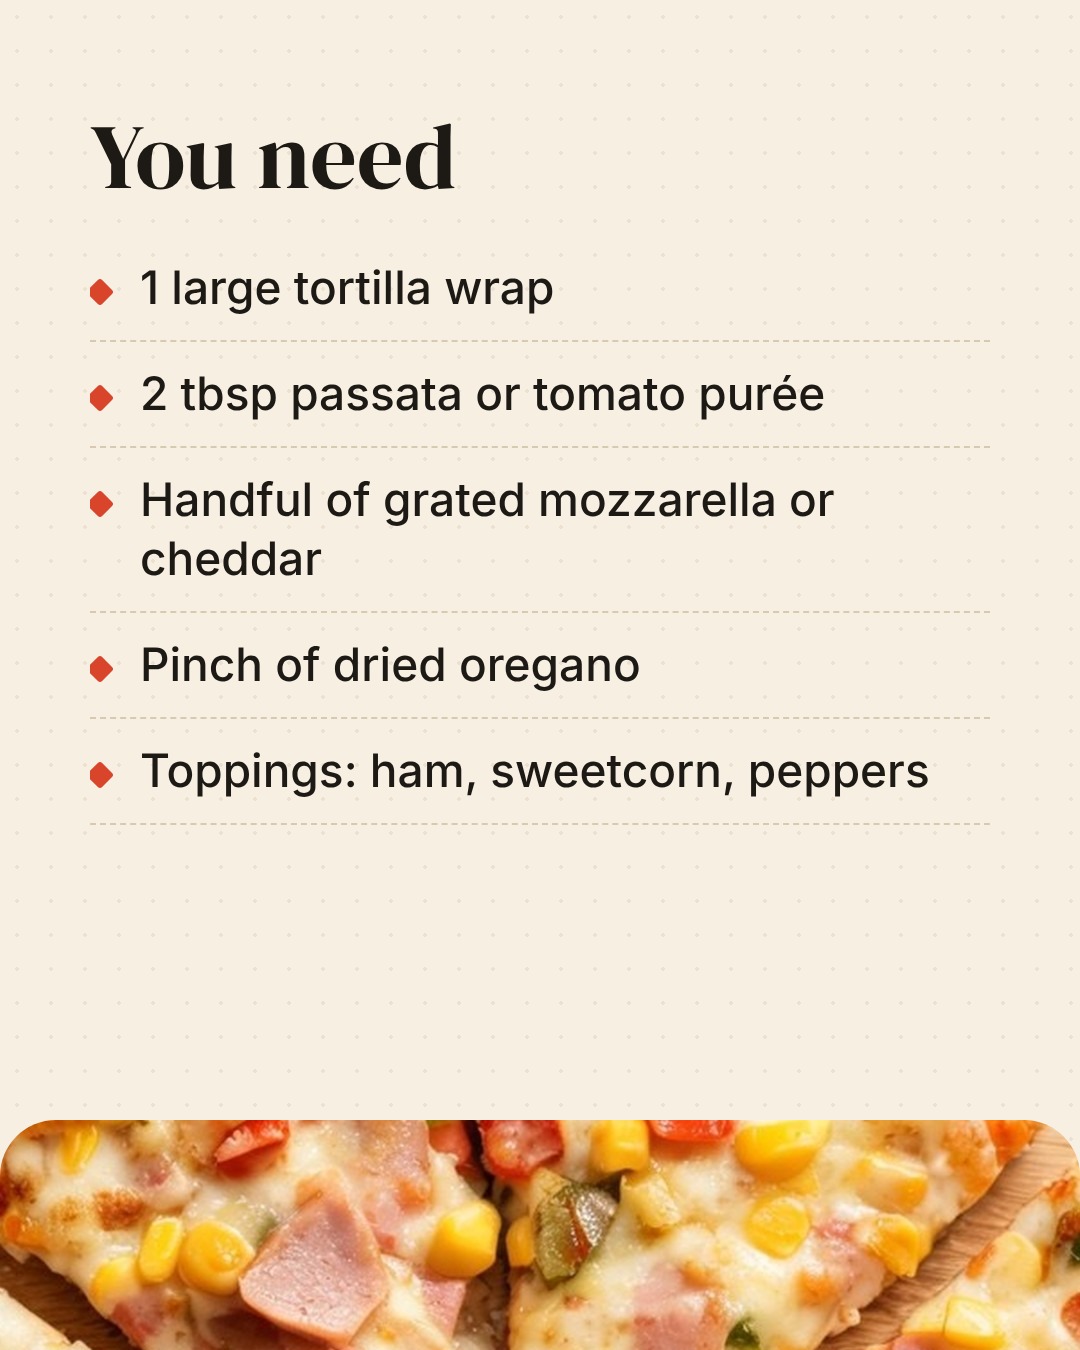 You need
1 large tortilla wrap
2 tbsp passata or tomato purée
Handful of grated mozzarella or
cheddar
Pinch of dried oregano
Toppings: ham, sweetcorn, peppers